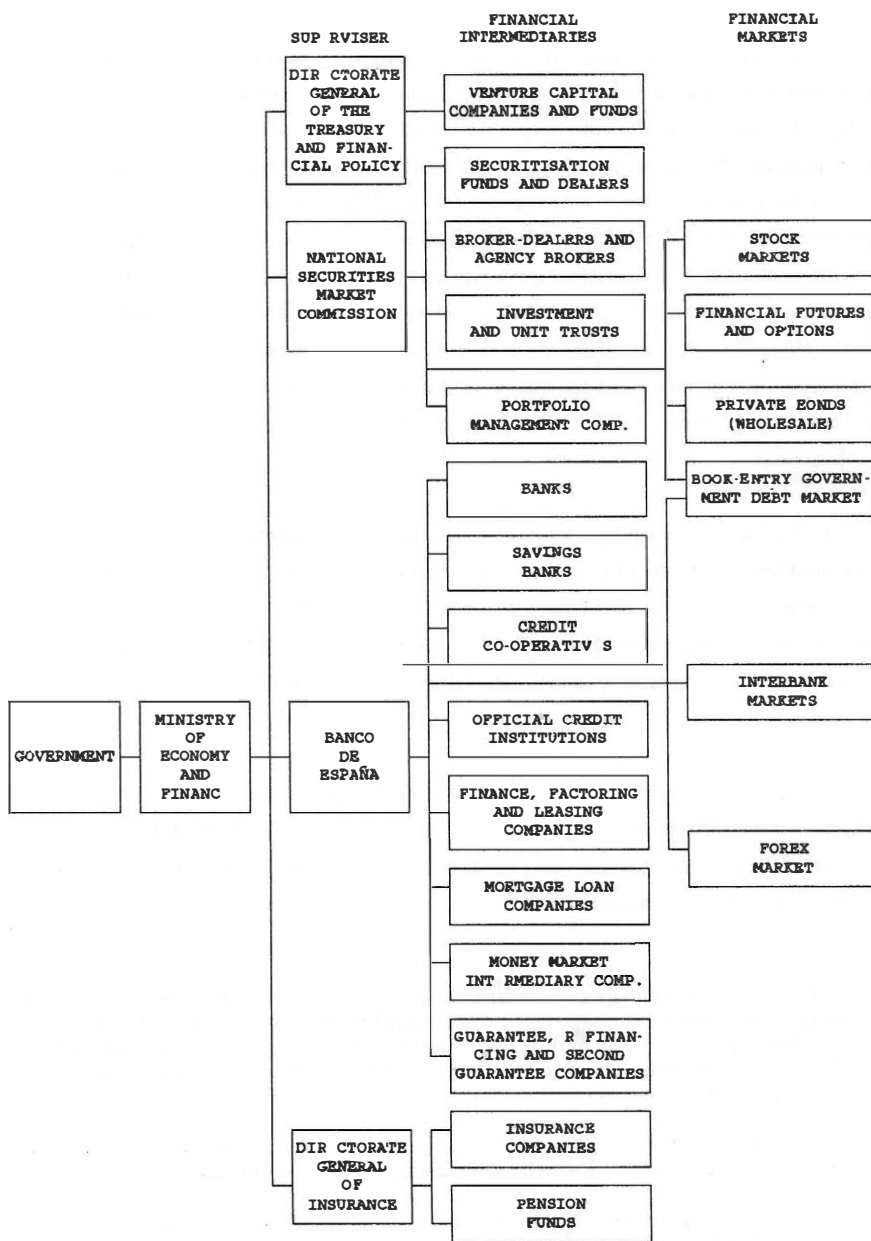 FINANCIAL
INTERMEDIARIES
FINANCIAL
MARKETS
SUP RVISER
DIR CTORATE
GENERAL
OF THE
TREASURY
AND FINAN-
CIAL POLICY
VENTURE CAPITAL
COMPANIES AND FUNDS
SECURITISATION
FUNDS AND DEALERS
NATIONAL
SECURITIES
MARKET
COMMISSION
BROKER-DEALERS AND
AGENCY BROKERS
STOCK
MARKETS
INVESTMENT
AND UNIT TRUSTS
FINANCIAL FUTURES
AND OPTIONS
PORTFOLIO
MANAGEMENT COMP.
PRIVATE EONDS
(WHOLESALE)
BANKS
BOOK-ENTRY GOVERN-
MENT DEBT MARKET
SAVINGS
BANKS
CREDIT
CO-OPERATIV S
INTERBANK
MARKETS
GOVERNMENT
MINISTRY
OF
ECONOMY
AND
FINANC
BANCO
DE
ESPAÑA
OFFICIAL CREDIT
INSTITUTIONS
FINANCE, FACTORING
AND LEASING
COMPANIES
FOREX
MARKET
MORTGAGE LOAN
COMPANIES
MONEY MARKET
INT RMEDIARY COMP.
GUARANTEE, R FINAN-
CING AND SECOND
GUARANTEE COMPANIES
DIR CTORATE
GENERAL
OF
INSURANCE
INSURANCE
COMPANIES
PENSION
FUNDS